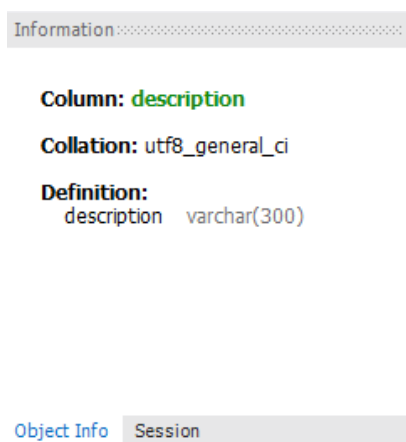 Information
Column: description
Collation: utf8_general_ci
Definition:
description varchar(300)
Object Info Session